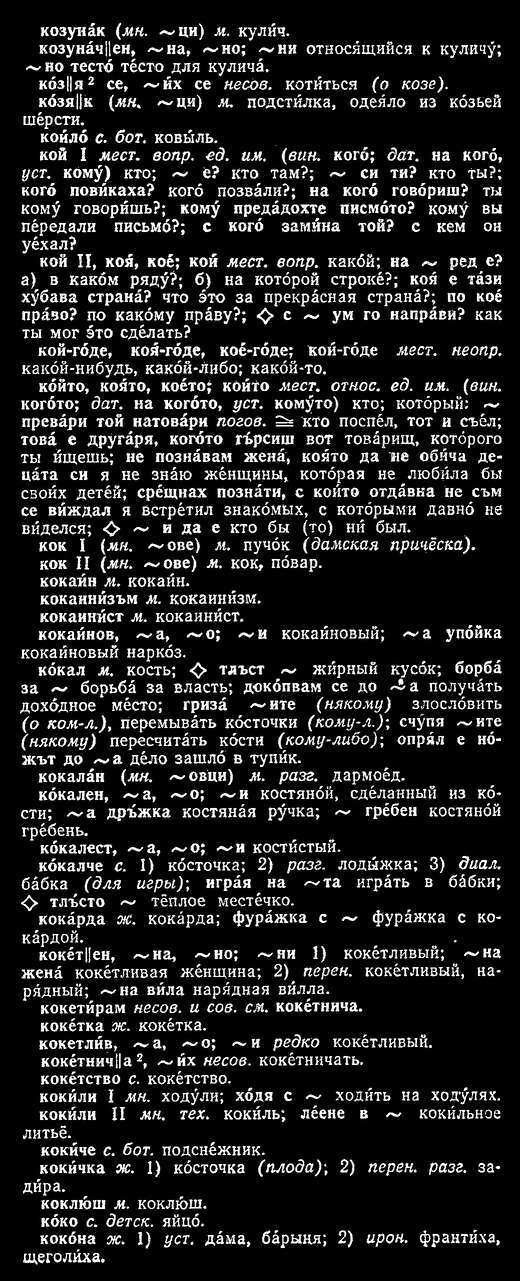 козуна́к (мн. ~ци) м. кули́ч.
козуна́ч||ен, ~на, ~но; ~ни относя́щийся к куличу́;
~но тесто́ те́сто для кулича́.
ко́з||я² се, ~их се несов. коти́ться (о козе).
ко́зя||к (мн. ~ци) м. подсти́лка, одея́ло из ко́зьей
ше́рсти.
кои́ло́ с. бот. ковы́ль.
кой I мест. вопр. ед. им. (вин. кого́; дат. на кого́,
уст. кому́) кто; ~ е? кто там?; ~ си ти? кто ты?;
кого́ пови́каха? кого́ позва́ли?; на кого́ гово́риш? ты
кому́ говори́шь?; кому́ преда́дохте писмо́то? кому́ вы
пе́редали письмо́?; с кого́ зами́на той? с кем он
уе́хал?
кой II, коя́, кое́; кои́ мест. вопр. како́й; на ~ ред е?
а) в како́м ряду́?; б) на кото́рой строке́?; коя́ е та́зи
ху́бава страна́? что э́то за прекра́сная страна́?; по кое́
пра́во? по како́му пра́ву?; ◇ с ~ ум го напра́ви? как
ты мог э́то сде́лать?
кой-го́де, коя́-го́де, кое́-го́де; кои́-го́де мест. неопр.
како́й-нибудь, како́й-либо; како́й-то.
ко́йто, коя́то, кое́то; кои́то мест. относ. ед. им. (вин.
кого́то; дат. на кого́то, уст. кому́то) кто; кото́рый: ~
превари той натова́ри погов. ≅ кто поспе́л, тот и съе́л;
това́ е друга́ря, кого́то тъ́рсиш вот това́рищ, кото́рого
ты и́щешь; не позна́вам жена́, коя́то да не оби́ча де-
ца́та си я не зна́ю же́нщины, кото́рая не люби́ла бы
свои́х дете́й; сре́щнах позна́ти, с кои́то отда́вна не съм
се ви́ждал я встре́тил знако́мых, с кото́рыми давно́ не
ви́делся; ◇ ~ и да е кто бы (то) ни́ был.
кок I (мн. ~ове) м. пучо́к (дамская причёска).
кок II (мн. ~ове) м. кок, по́вар.
кокаи́н м. кокаи́н.
кокаини́зъм м. кокаини́зм.
кокаини́ст м. кокаини́ст.
кокаи́нов, ~а, ~о; ~и кокаи́новый; ~а упо́йка
кокаи́новый нарко́з.
ко́кал м. кость; ◇ тлъст ~ жи́рный кусо́к; борба́
за ~ борьба́ за власть; доко́пвам се до ~а получа́ть
дохо́дное ме́сто; гриза́ ~ите (някому) злосло́вить
(о ком-л.), перемыва́ть ко́сточки (кому-л.); счу́пя ~ите
(някому) пересчита́ть ко́сти (кому-либо); опря́л е но́-
жът до ~а де́ло зашло́ в тупи́к.
кокала́н (мн. ~овци) м. разг. дармое́д.
ко́кален, ~а, ~о; ~и костяно́й, сде́ланный из ко́-
сти; ~а дръ́жка костяна́я ру́чка; ~ гре́бен костяно́й
гре́бень.
ко́калест, ~а, ~о; ~и кости́стый.
ко́калче с. 1) ко́сточка; 2) разг. лоды́жка; 3) диал.
ба́бка (для игры); игра́я на ~та игра́ть в ба́бки;
◇ тлъ́сто ~ тёплое месте́чко.
кока́рда ж. кока́рда; фура́жка с ~ фура́жка с ко-
ка́рдой.
коке́т||ен, ~на, ~но; ~ни 1) коке́тливый; ~на
жена́ коке́тливая же́нщина; 2) перен. коке́тливый, на-
ря́дный; ~на ви́ла наря́дная ви́лла.
кокети́рам несов. и сов. см. коке́тнича.
коке́тка ж. коке́тка.
кокетли́в, ~а, ~о; ~и редко коке́тливый.
коке́тнич||а², ~их несов. коке́тничать.
коке́тство с. коке́тство.
коки́ли I мн. ходу́ли; хо́дя с ~ ходи́ть на ходу́лях.
коки́ли II мн. тех. коки́ль; ле́ене в ~ коки́льное
литьё.
коки́че с. бот. подсне́жник.
коки́чка ж. 1) ко́сточка (плода); 2) перен. разг. за-
ди́ра.
коклю́ш м. коклю́ш.
ко́ко с. детск. яйцо́.
коко́на ж. 1) уст. да́ма, ба́рыня; 2) ирон. франти́ха,
щеголи́ха.